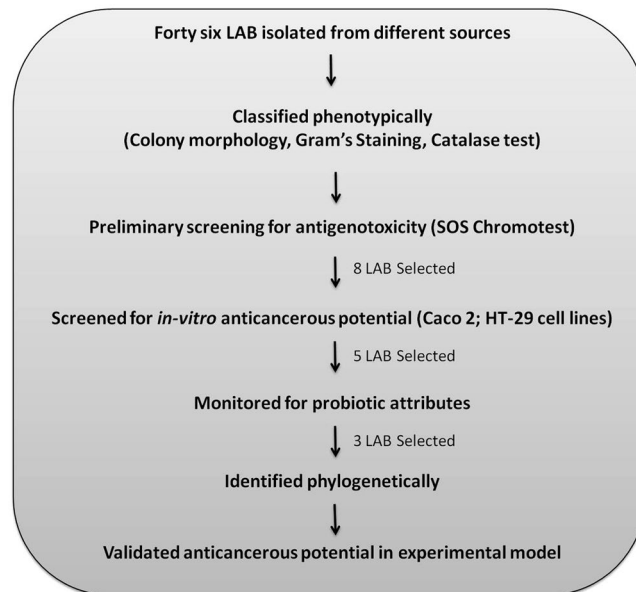 Forty six LAB isolated from different sources
Classified phenotypically
(Colony morphology, Gram's Staining, Catalase test)
Preliminary screening for antigenotoxicity (SOS Chromotest)
8 LAB Selected
Screened for in-vitro anticancerous potential (Caco 2; HT-29 cell lines)
5 LAB Selected
Monitored for probiotic attributes
3 LAB Selected
Identified phylogenetically
Validated anticancerous potential in experimental model